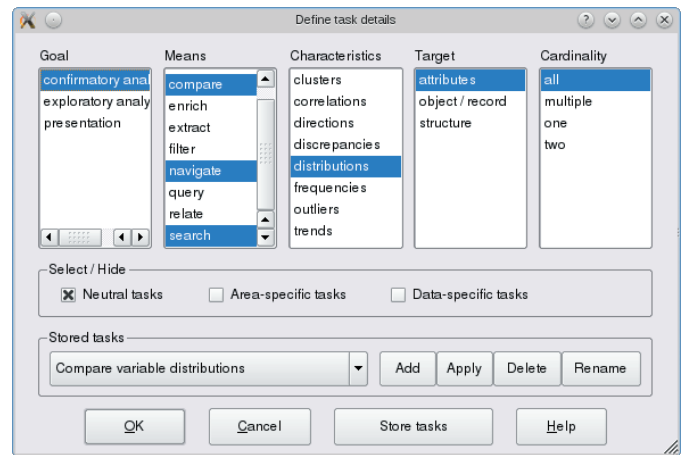 Define task details
Goal
confirmatory anal
exploratory analy
presentation
Means
compare
enrich
extract
filter
navigate
query
relate
search
Characteristics
clusters
correlations
directions
discrepancies
distributions
frequencies
outliers
trends
Target
attributes
object / record
structure
Cardinality
all
multiple
one
two
Select / Hide
Neutral tasks
Area-specific tasks
Data-specific tasks
Stored tasks
Compare variable distributions
Add
Apply
Delete
Rename
OK
Cancel
Store tasks
Help